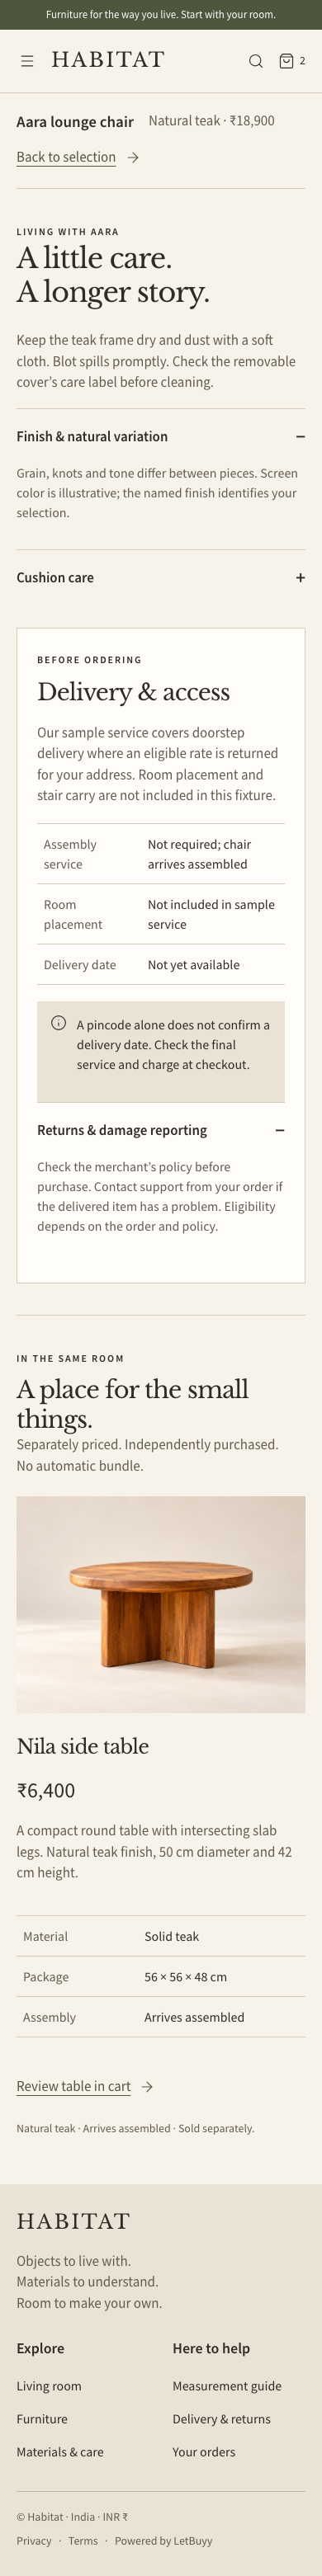 Furniture for the way you live. Start with your room.
HABITAT
2
Aara lounge chair Natural teak · ₹18,900
Back to selection →
LIVING WITH AARA
A little care.
A longer story.
Keep the teak frame dry and dust with a soft
cloth. Blot spills promptly. Check the removable
cover’s care label before cleaning.
Finish & natural variation −
Grain, knots and tone differ between pieces. Screen
color is illustrative; the named finish identifies your
selection.
Cushion care +
BEFORE ORDERING
Delivery & access
Our sample service covers doorstep
delivery where an eligible rate is returned
for your address. Room placement and
stair carry are not included in this fixture.
Assembly service
Not required; chair arrives assembled
Room placement
Not included in sample service
Delivery date
Not yet available
A pincode alone does not confirm a
delivery date. Check the final
service and charge at checkout.
Returns & damage reporting −
Check the merchant’s policy before
purchase. Contact support from your order if
the delivered item has a problem. Eligibility
depends on the order and policy.
IN THE SAME ROOM
A place for the small
things.
Separately priced. Independently purchased.
No automatic bundle.
Nila side table
₹6,400
A compact round table with intersecting slab
legs. Natural teak finish, 50 cm diameter and 42
cm height.
Material Solid teak
Package 56 × 56 × 48 cm
Assembly Arrives assembled
Review table in cart →
Natural teak · Arrives assembled · Sold separately.
HABITAT
Objects to live with.
Materials to understand.
Room to make your own.
Explore
Living room
Furniture
Materials & care
Here to help
Measurement guide
Delivery & returns
Your orders
© Habitat · India · INR ₹
Privacy · Terms · Powered by LetBuyy